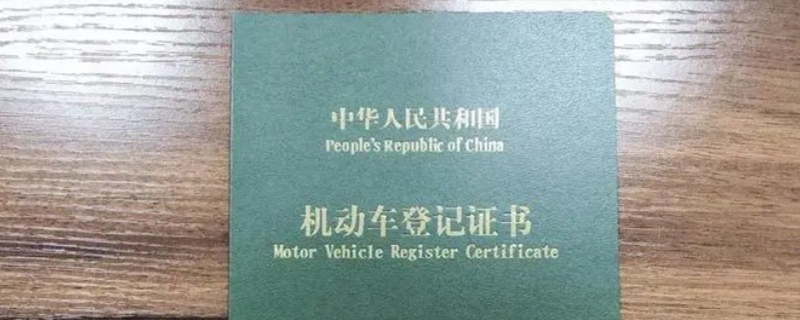 中华人民共和国
People's Republic of China
机动车登记证书
Motor Vehicle Register Certificate